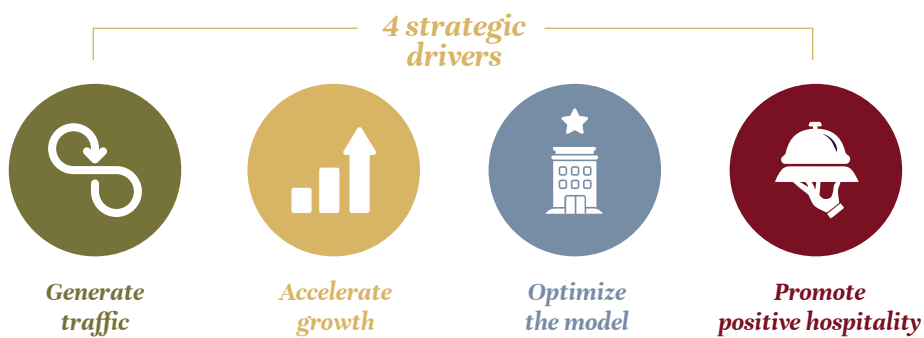 4 strategic
drivers
Generate
traffic
Accelerate
growth
Optimize
the model
Promote
positive hospitality